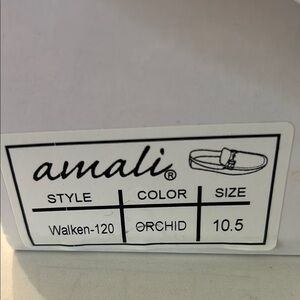 amali®
STYLE COLOR SIZE
Walken-120 ORCHID 10.5